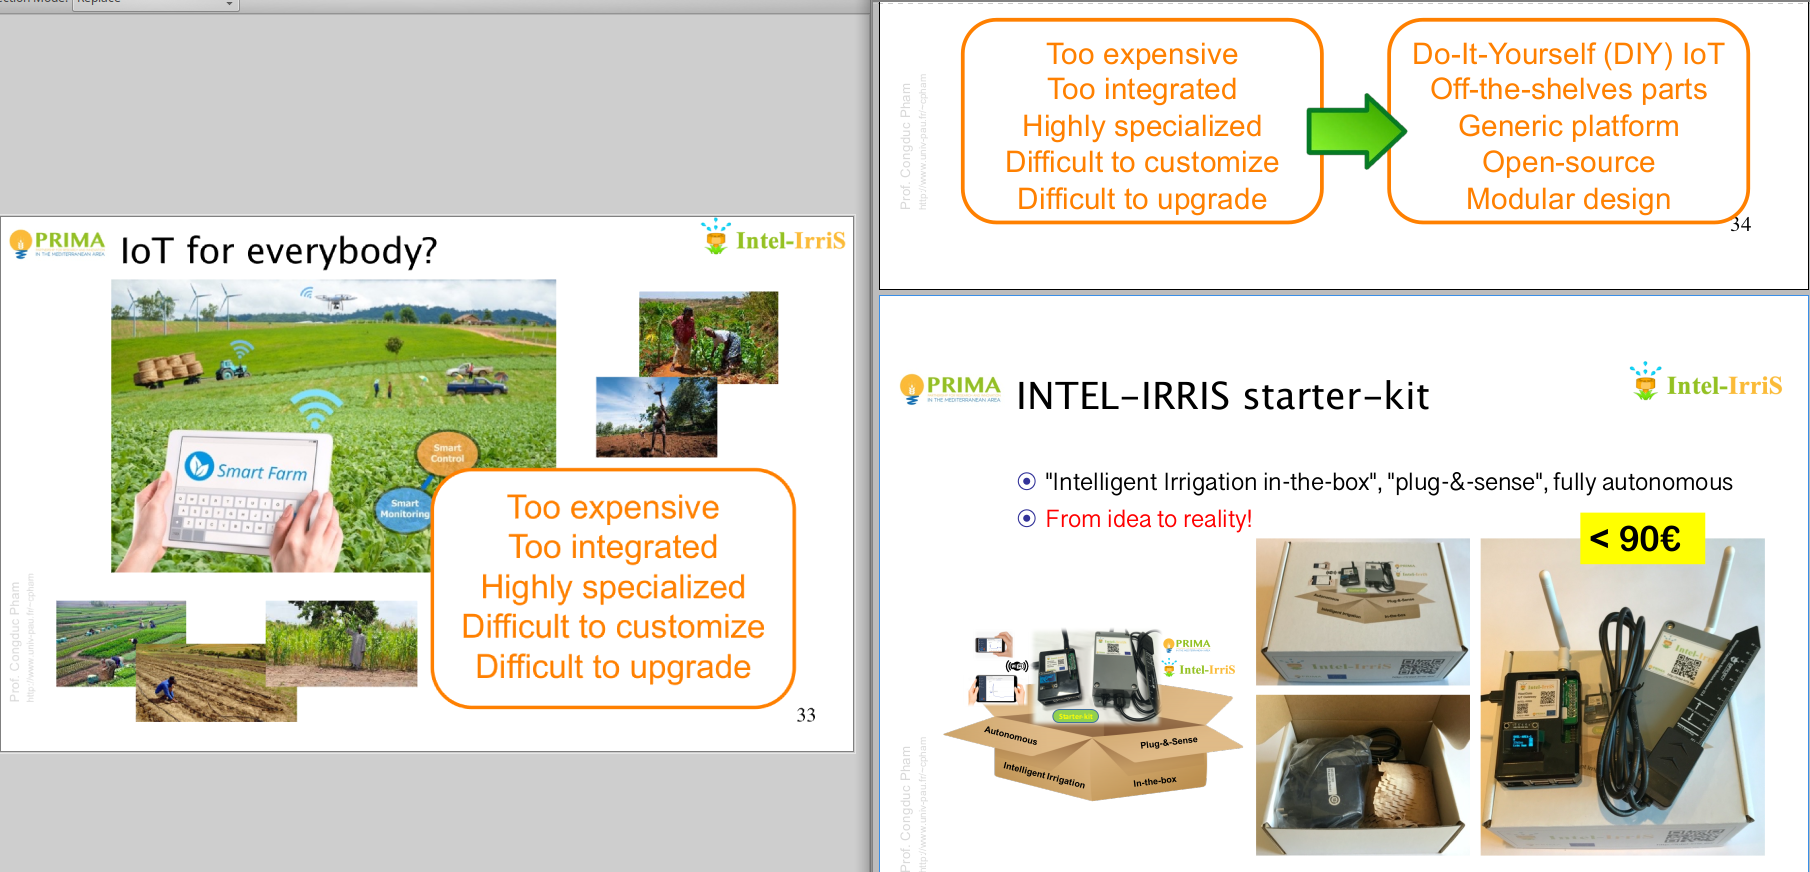 PRIMA
IN THE MEDITERRANEAN AREA
IoT for everybody?
Intel-IrriS
Smart Farm
Smart
Control
Smart
Monitoring
Too expensive
Too integrated
Highly specialized
Difficult to customize
Difficult to upgrade
Prof. Congduc Pham
http://www.univ-pau.fr/~cpham
33
Too expensive
Too integrated
Highly specialized
Difficult to customize
Difficult to upgrade
Do-It-Yourself (DIY) IoT
Off-the-shelves parts
Generic platform
Open-source
Modular design
Prof. Congduc Pham
http://www.univ-pau.fr/~cpham
34
PRIMA
IN THE MEDITERRANEAN AREA
INTEL-IRRIS starter-kit
Intel-IrriS
"Intelligent Irrigation in-the-box", "plug-&-sense", fully autonomous
From idea to reality!
< 90€
PRIMA
Intel-IrriS
Starter-kit
Autonomous
Plug-&-Sense
Intelligent Irrigation
In-the-box
Intel-IrriS
Prof. Congduc Pham
http://www.univ-pau.fr/~cpham